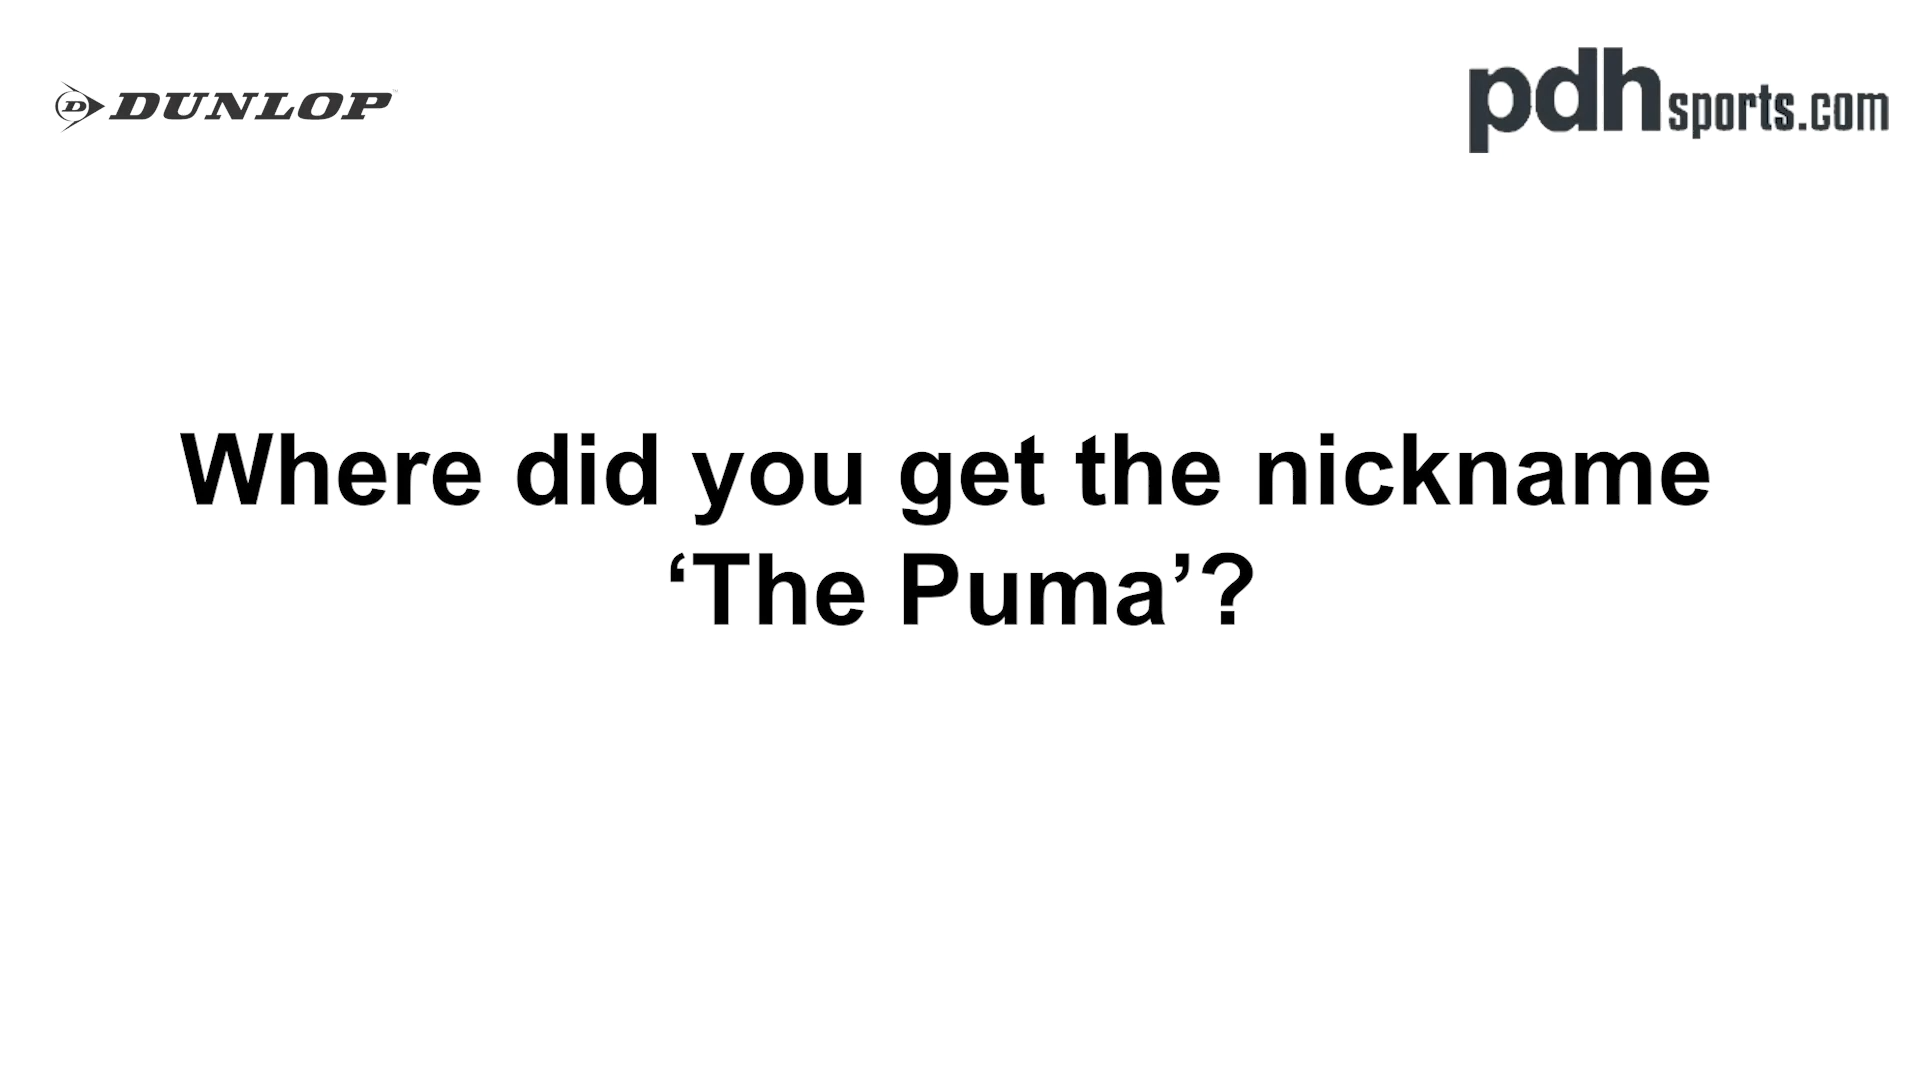 DUNLOP
pdhsports.com
Where did you get the nickname
‘The Puma’?